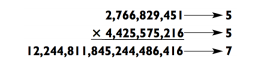 2,766,829,451 → 5
× 4,425,575,216 → 5
12,244,811,845,244,486,416 → 7